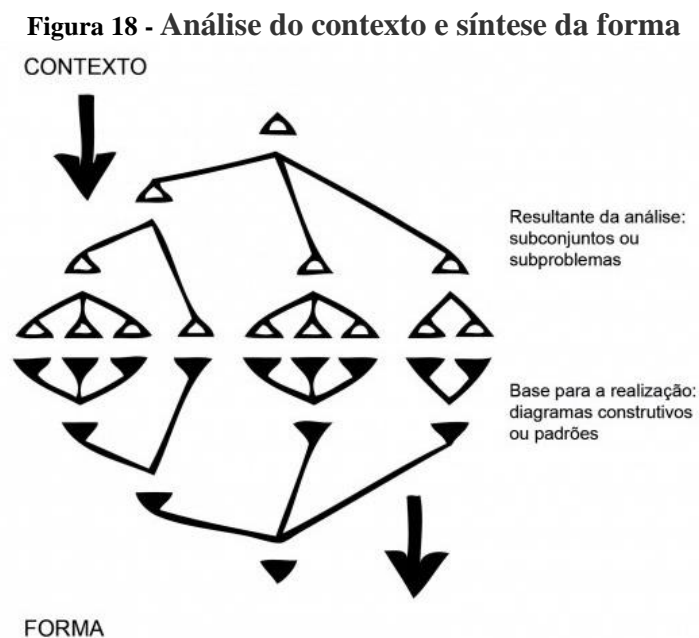 Figura 18 - Análise do contexto e síntese da forma
CONTEXTO
Resultante da análise:
subconjuntos ou
subproblemas
Base para a realização:
diagramas construtivos
ou padrões
FORMA